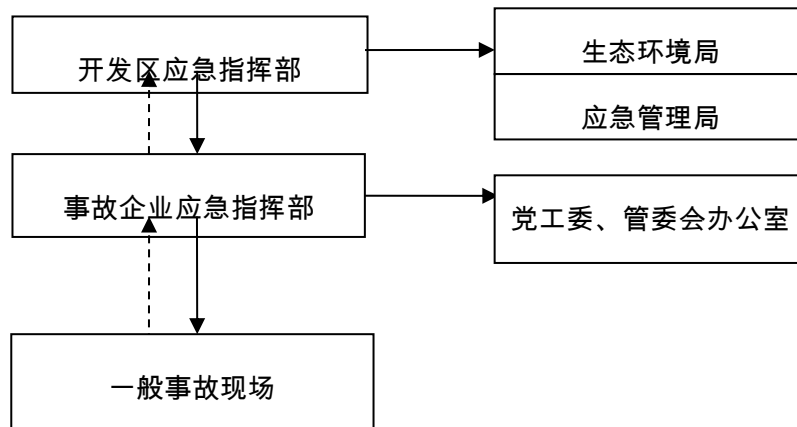 开发区应急指挥部
生态环境局
应急管理局
事故企业应急指挥部
党工委、管委会办公室
一般事故现场